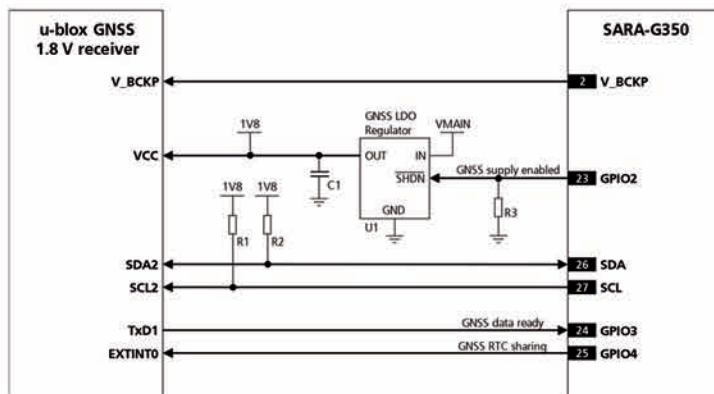 u-blox GNSS
1.8 V receiver
SARA-G350
V_BCKP
2
V_BCKP
GNSS LDO
Regulator
1V8
VMAIN
VCC
OUT
IN
C1
SHDN
GNSS supply enabled
23
GPIO2
1V8
1V8
GND
R3
R1
R2
U1
SDA2
26
SDA
SCL2
27
SCL
TxD1
GNSS data ready
24
GPIO3
EXTINT0
GNSS RTC sharing
25
GPIO4